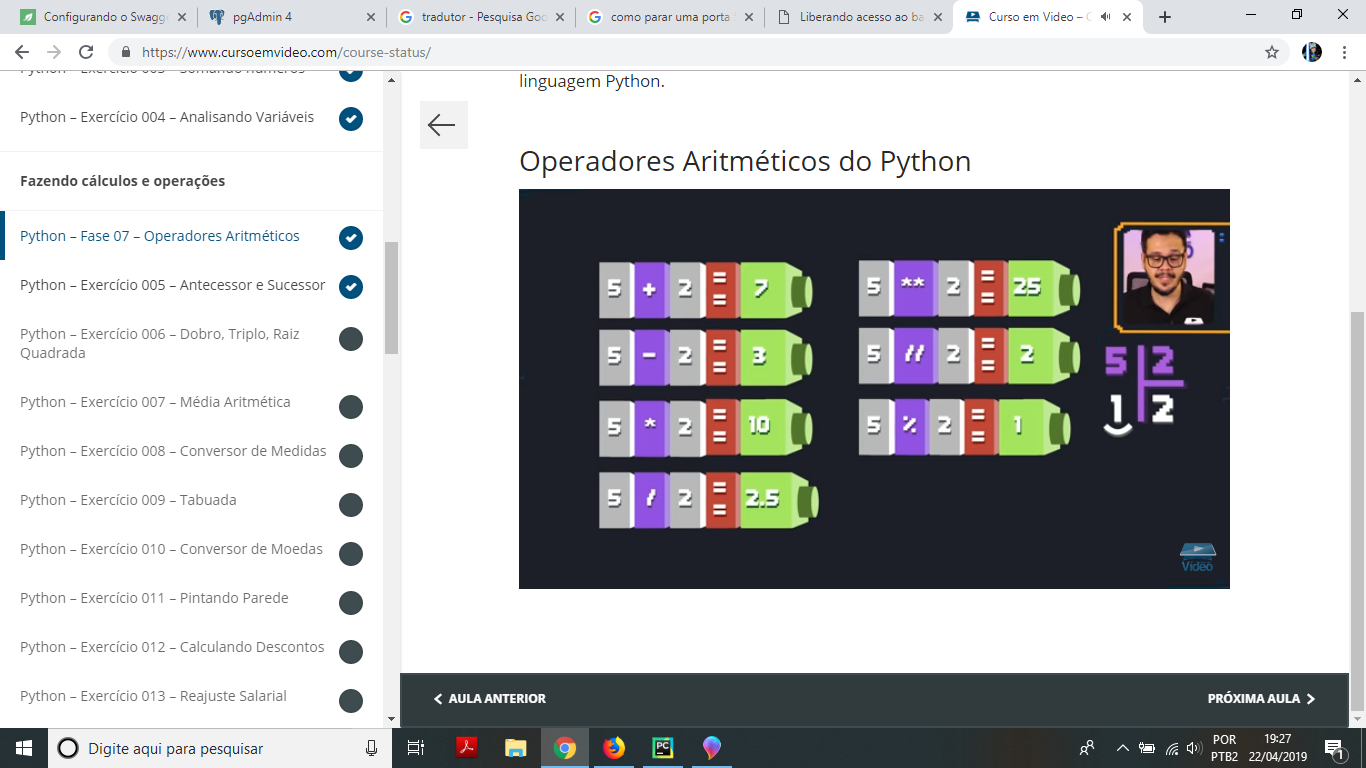 Configurando o Swagge
pgAdmin 4
tradutor - Pesquisa Goo
como parar uma porta
Liberando acesso ao ba
Curso em Video – C
https://www.cursoemvideo.com/course-status/
Python – Exercício 003 – Somando números
Python – Exercício 004 – Analisando Variáveis
Fazendo cálculos e operações
Python – Fase 07 – Operadores Aritméticos
Python – Exercício 005 – Antecessor e Sucessor
Python – Exercício 006 – Dobro, Triplo, Raiz
Quadrada
Python – Exercício 007 – Média Aritmética
Python – Exercício 008 – Conversor de Medidas
Python – Exercício 009 – Tabuada
Python – Exercício 010 – Conversor de Moedas
Python – Exercício 011 – Pintando Parede
Python – Exercício 012 – Calculando Descontos
Python – Exercício 013 – Reajuste Salarial
linguagem Python.
Operadores Aritméticos do Python
5 + 2 == 7
5 - 2 == 3
5 * 2 == 10
5 / 2 == 2.5
5 ** 2 == 25
5 // 2 == 2
5 % 2 == 1
5 2
1 2
Vídeo
AULA ANTERIOR
PRÓXIMA AULA
Digite aqui para pesquisar
PC
POR
PTB2
19:27
22/04/2019
1